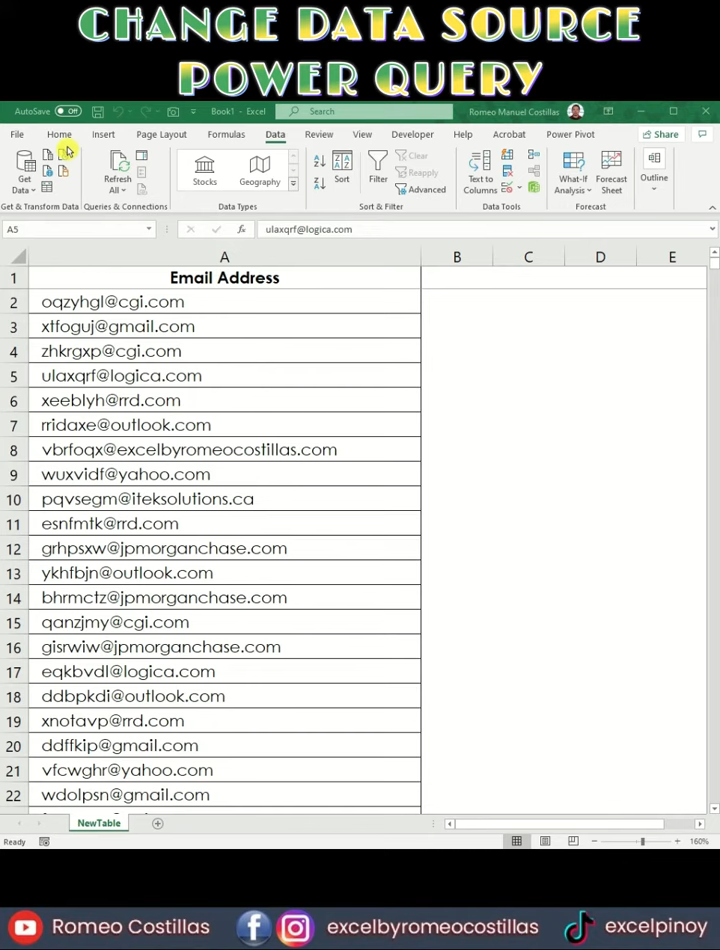 CHANGE DATA SOURCE
POWER QUERY
AutoSave Off Book1 - Excel Search Romeo Manuel Costillas
File Home Insert Page Layout Formulas Data Review View Developer Help Acrobat Power Pivot Share
Get Data Refresh All Stocks Geography Sort Filter Clear Reapply Advanced Text to Columns What-If Analysis Forecast Sheet Outline
Get & Transform Data Queries & Connections Data Types Sort & Filter Data Tools Forecast
A5 fx ulaxqrf@logica.com
A B C D E
1 Email Address
2 oqzyhgl@cgi.com
3 xtfoguj@gmail.com
4 zhkrgxp@cgi.com
5 ulaxqrf@logica.com
6 xeeblyh@rrd.com
7 rridaxe@outlook.com
8 vbrfoqx@excelbyromeocostillas.com
9 wuxvidf@yahoo.com
10 pqvsegm@iteksolutions.ca
11 esnfmtk@rrd.com
12 grhpsxw@jpmorganchase.com
13 ykhfbjn@outlook.com
14 bhrmctz@jpmorganchase.com
15 qanzjmy@cgi.com
16 gisrwiw@jpmorganchase.com
17 eqkbvdl@logica.com
18 ddbpkdi@outlook.com
19 xnotavp@rrd.com
20 ddffkip@gmail.com
21 vfcwghr@yahoo.com
22 wdolpsn@gmail.com
NewTable
Ready 160%
Romeo Costillas excelbyromeocostillas excelpinoy